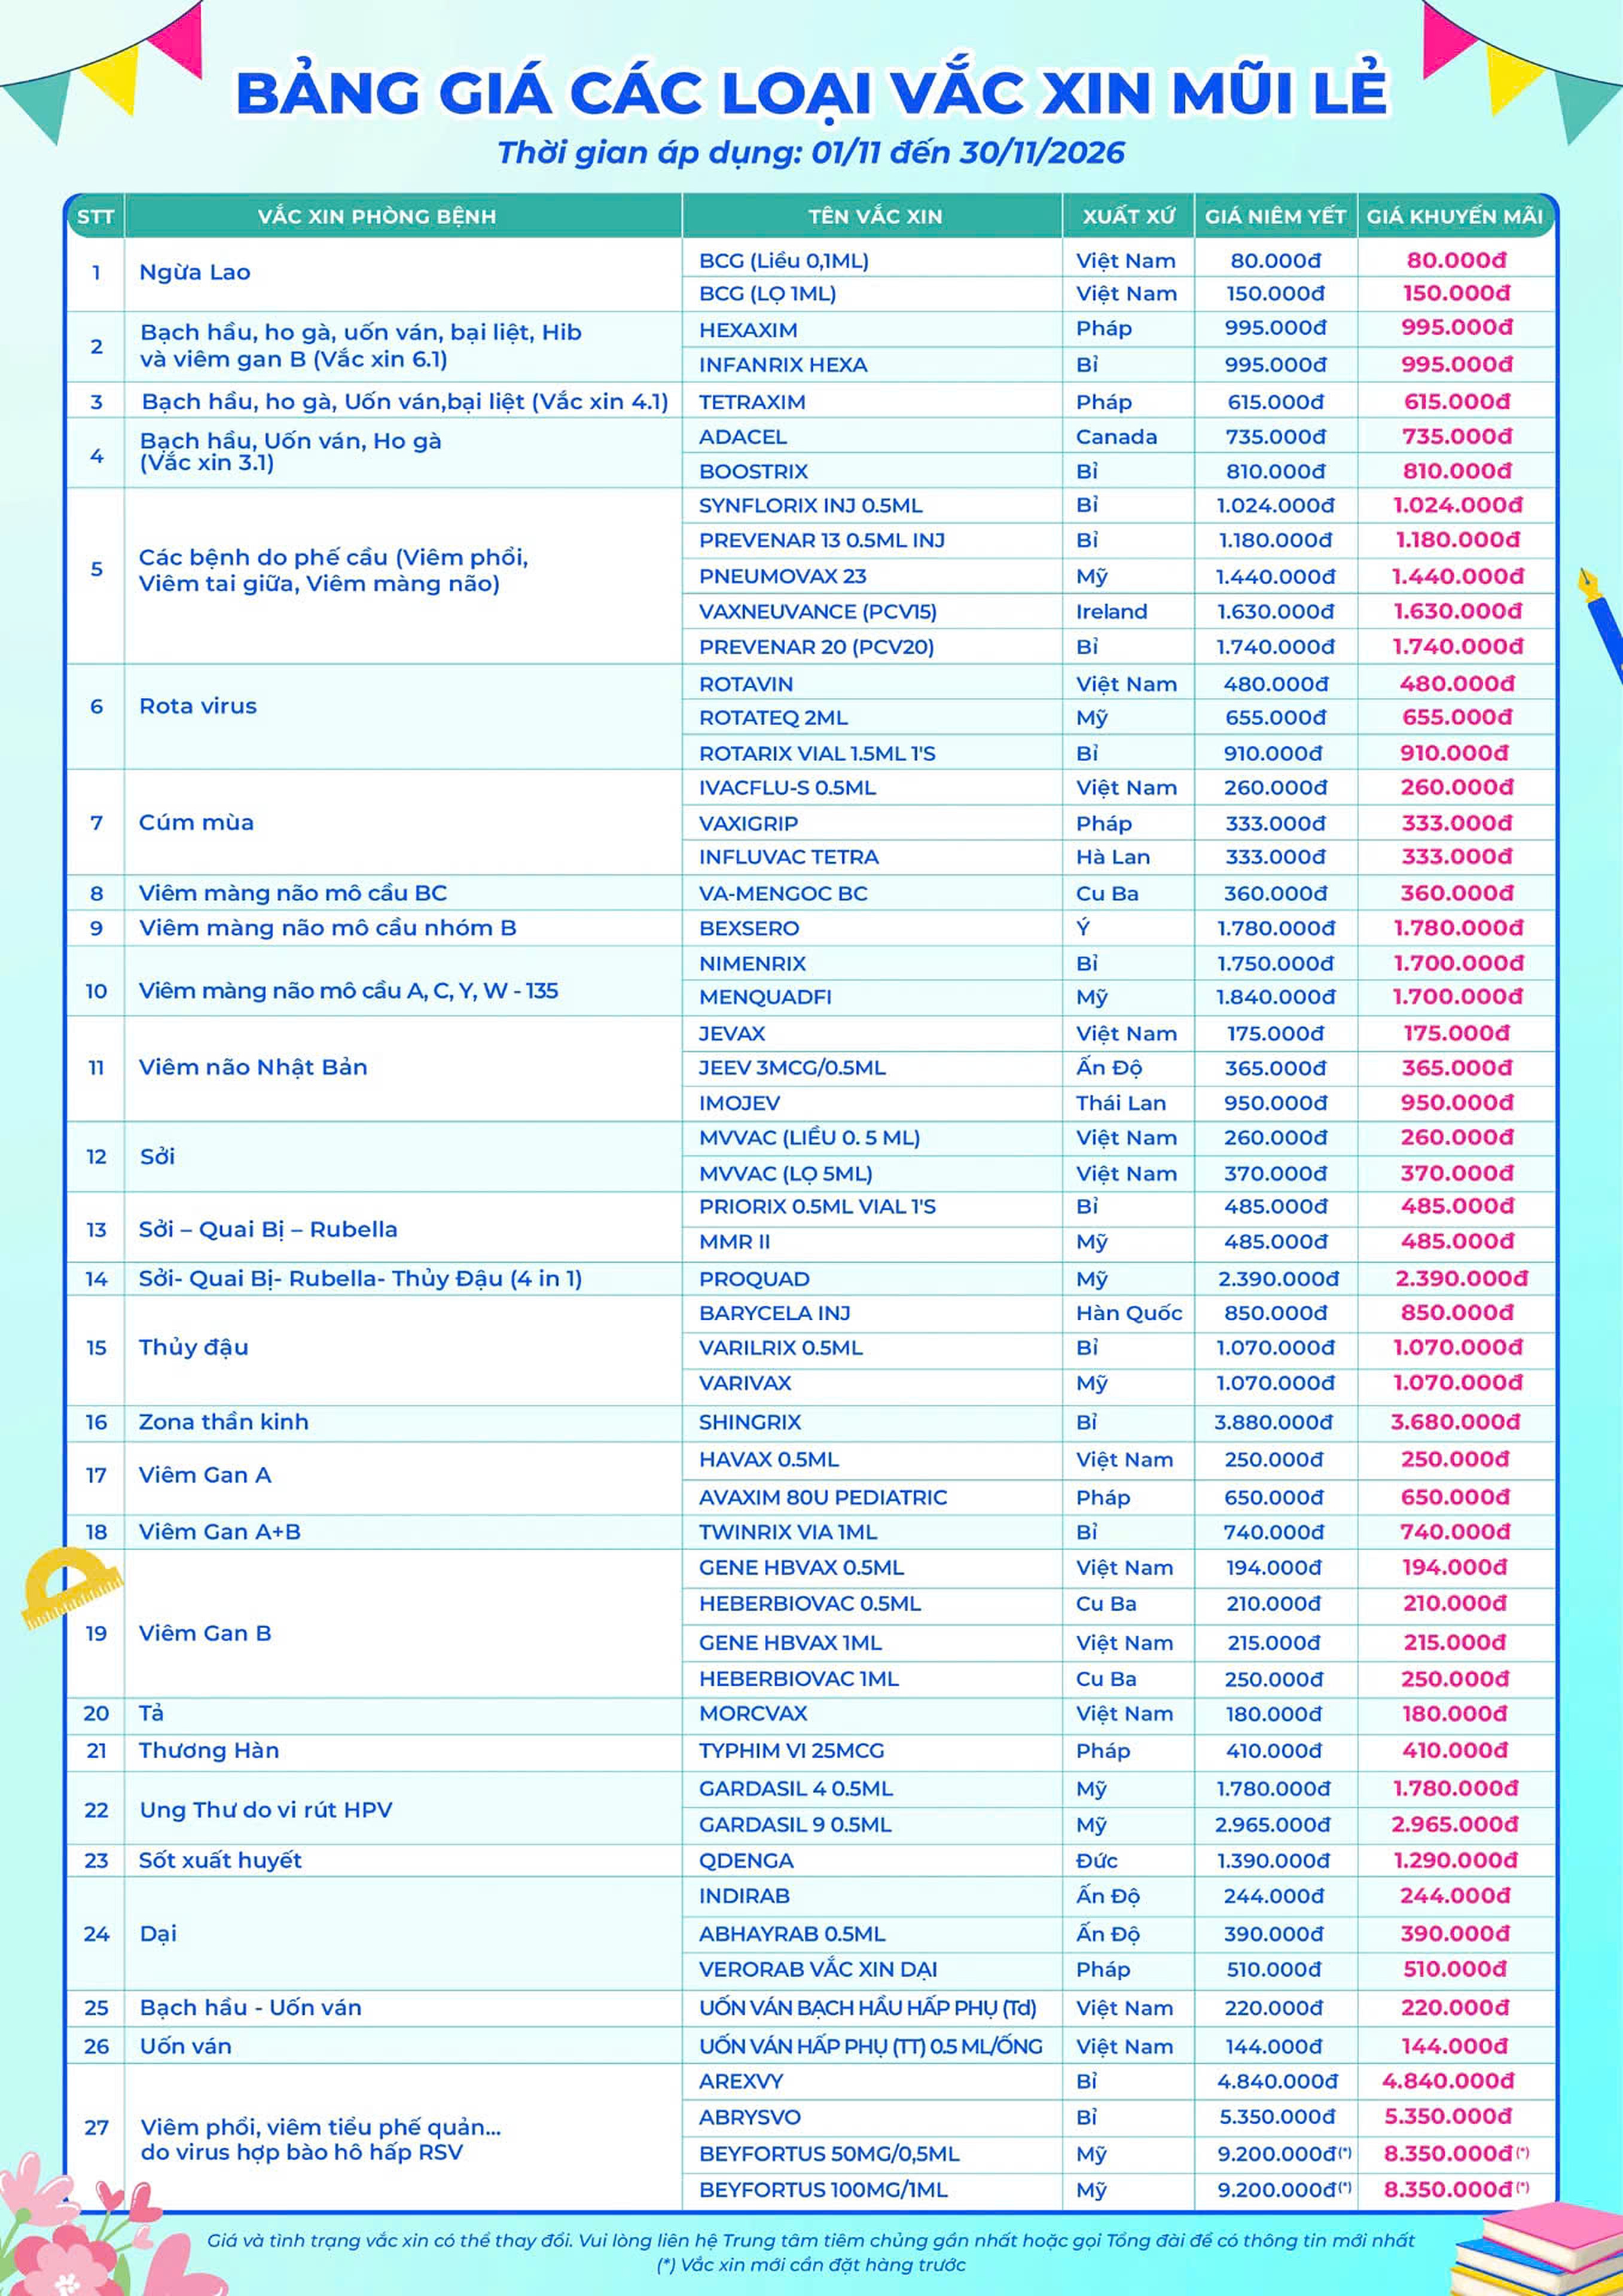 BẢNG GIÁ CÁC LOẠI VẮC XIN MŨI LẺ
Thời gian áp dụng: 01/11 đến 30/11/2026
STT VẮC XIN PHÒNG BỆNH TÊN VẮC XIN XUẤT XỨ GIÁ NIÊM YẾT GIÁ KHUYẾN MÃI
1 Ngừa Lao
BCG (Liều 0,1ML) Việt Nam 80.000đ 80.000đ
BCG (LỌ 1ML) Việt Nam 150.000đ 150.000đ
2 Bạch hầu, ho gà, uốn ván, bại liệt, Hib
và viêm gan B (Vắc xin 6.1)
HEXAXIM Pháp 995.000đ 995.000đ
INFANRIX HEXA Bỉ 995.000đ 995.000đ
3 Bạch hầu, ho gà, Uốn ván,bại liệt (Vắc xin 4.1) TETRAXIM Pháp 615.000đ 615.000đ
4 Bạch hầu, Uốn ván, Ho gà
(Vắc xin 3.1)
ADACEL Canada 735.000đ 735.000đ
BOOSTRIX Bỉ 810.000đ 810.000đ
5 Các bệnh do phế cầu (Viêm phổi,
Viêm tai giữa, Viêm màng não)
SYNFLORIX INJ 0.5ML Bỉ 1.024.000đ 1.024.000đ
PREVENAR 13 0.5ML INJ Bỉ 1.180.000đ 1.180.000đ
PNEUMOVAX 23 Mỹ 1.440.000đ 1.440.000đ
VAXNEUVANCE (PCV15) Ireland 1.630.000đ 1.630.000đ
PREVENAR 20 (PCV20) Bỉ 1.740.000đ 1.740.000đ
6 Rota virus
ROTAVIN Việt Nam 480.000đ 480.000đ
ROTATEQ 2ML Mỹ 655.000đ 655.000đ
ROTARIX VIAL 1.5ML 1'S Bỉ 910.000đ 910.000đ
7 Cúm mùa
IVACFLU-S 0.5ML Việt Nam 260.000đ 260.000đ
VAXIGRIP Pháp 333.000đ 333.000đ
INFLUVAC TETRA Hà Lan 333.000đ 333.000đ
8 Viêm màng não mô cầu BC VA-MENGOC BC Cu Ba 360.000đ 360.000đ
9 Viêm màng não mô cầu nhóm B BEXSERO Ý 1.780.000đ 1.780.000đ
10 Viêm màng não mô cầu A, C, Y, W - 135
NIMENRIX Bỉ 1.750.000đ 1.700.000đ
MENQUADFI Mỹ 1.840.000đ 1.700.000đ
11 Viêm não Nhật Bản
JEVAX Việt Nam 175.000đ 175.000đ
JEEV 3MCG/0.5ML Ấn Độ 365.000đ 365.000đ
IMOJEV Thái Lan 950.000đ 950.000đ
12 Sởi
MVVAC (LIỀU 0. 5 ML) Việt Nam 260.000đ 260.000đ
MVVAC (LỌ 5ML) Việt Nam 370.000đ 370.000đ
13 Sởi – Quai Bị – Rubella
PRIORIX 0.5ML VIAL 1'S Bỉ 485.000đ 485.000đ
MMR II Mỹ 485.000đ 485.000đ
14 Sởi- Quai Bị- Rubella- Thủy Đậu (4 in 1) PROQUAD Mỹ 2.390.000đ 2.390.000đ
15 Thủy đậu
BARYCELA INJ Hàn Quốc 850.000đ 850.000đ
VARILRIX 0.5ML Bỉ 1.070.000đ 1.070.000đ
VARIVAX Mỹ 1.070.000đ 1.070.000đ
16 Zona thần kinh SHINGRIX Bỉ 3.880.000đ 3.680.000đ
17 Viêm Gan A
HAVAX 0.5ML Việt Nam 250.000đ 250.000đ
AVAXIM 80U PEDIATRIC Pháp 650.000đ 650.000đ
18 Viêm Gan A+B TWINRIX VIA 1ML Bỉ 740.000đ 740.000đ
19 Viêm Gan B
GENE HBVAX 0.5ML Việt Nam 194.000đ 194.000đ
HEBERBIOVAC 0.5ML Cu Ba 210.000đ 210.000đ
GENE HBVAX 1ML Việt Nam 215.000đ 215.000đ
HEBERBIOVAC 1ML Cu Ba 250.000đ 250.000đ
20 Tả MORCVAX Việt Nam 180.000đ 180.000đ
21 Thương Hàn TYPHIM VI 25MCG Pháp 410.000đ 410.000đ
22 Ung Thư do vi rút HPV
GARDASIL 4 0.5ML Mỹ 1.780.000đ 1.780.000đ
GARDASIL 9 0.5ML Mỹ 2.965.000đ 2.965.000đ
23 Sốt xuất huyết QDENGA Đức 1.390.000đ 1.290.000đ
24 Dại
INDIRAB Ấn Độ 244.000đ 244.000đ
ABHAYRAB 0.5ML Ấn Độ 390.000đ 390.000đ
VERORAB VẮC XIN DẠI Pháp 510.000đ 510.000đ
25 Bạch hầu - Uốn ván UỐN VÁN BẠCH HẦU HẤP PHỤ (Td) Việt Nam 220.000đ 220.000đ
26 Uốn ván UỐN VÁN HẤP PHỤ (TT) 0.5 ML/ỐNG Việt Nam 144.000đ 144.000đ
27 Viêm phổi, viêm tiểu phế quản...
do virus hợp bào hô hấp RSV
AREXVY Bỉ 4.840.000đ 4.840.000đ
ABRYSVO Bỉ 5.350.000đ 5.350.000đ
BEYFORTUS 50MG/0,5ML Mỹ 9.200.000đ(*) 8.350.000đ(*)
BEYFORTUS 100MG/1ML Mỹ 9.200.000đ(*) 8.350.000đ(*)
Giá và tình trạng vắc xin có thể thay đổi. Vui lòng liên hệ Trung tâm tiêm chủng gần nhất hoặc gọi Tổng đài để có thông tin mới nhất
(*) Vắc xin mới cần đặt hàng trước